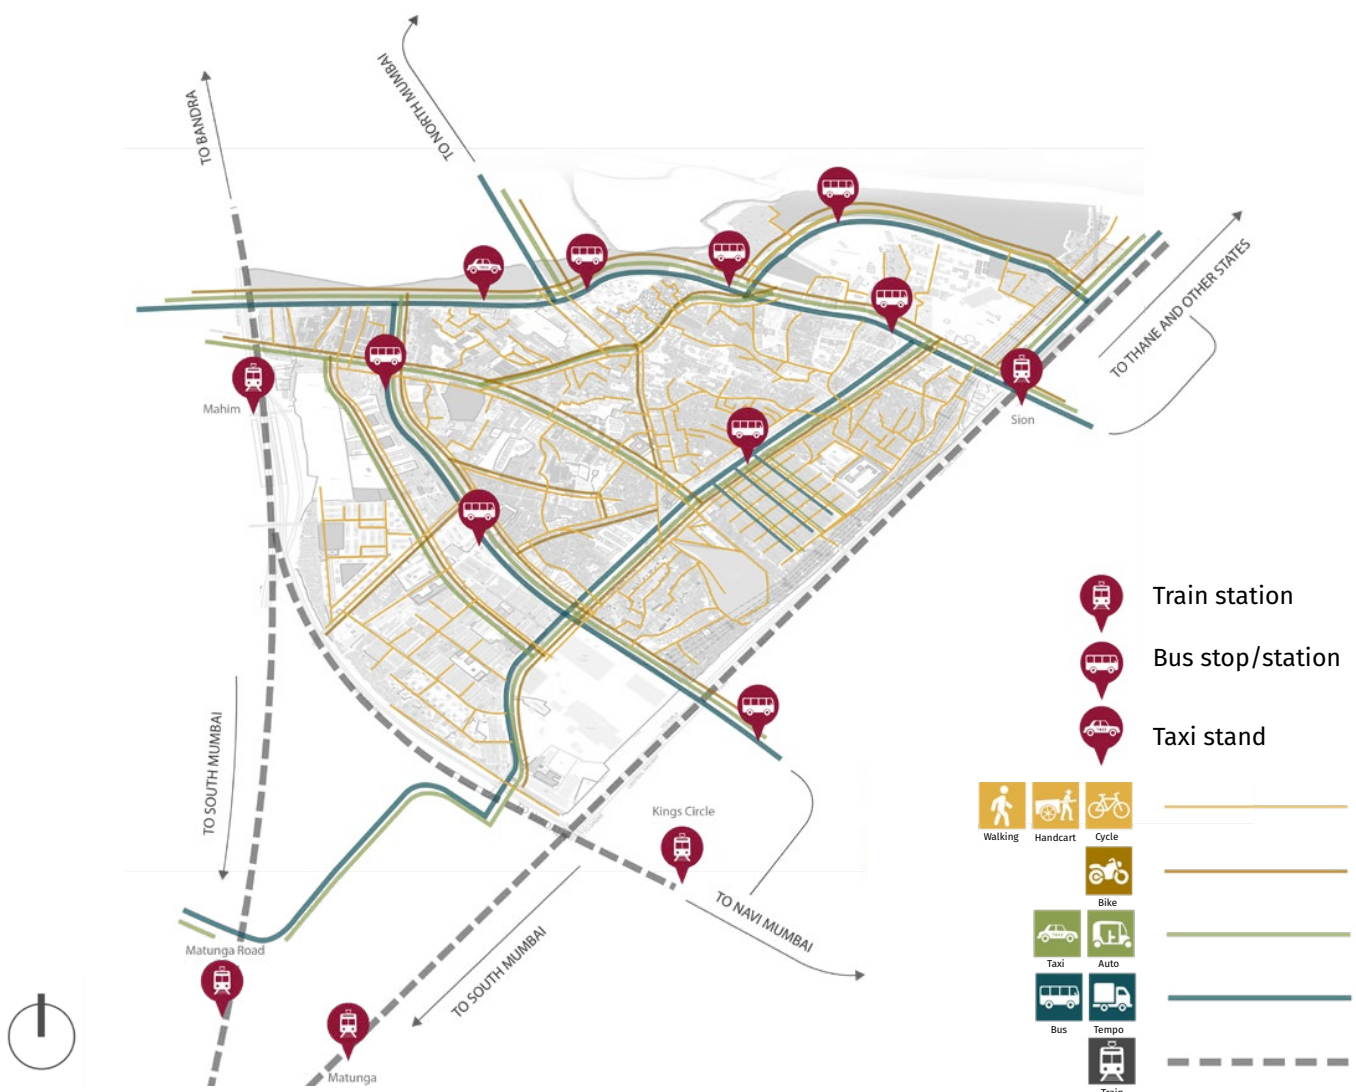 TO NORTH MUMBAI
TO BANDRA
TO THANE AND OTHER STATES
Mahim
Sion
Train station
Bus stop/station
Taxi stand
TO SOUTH MUMBAI
Kings Circle
Walking
Handcart
Cycle
Bike
TO NAVI MUMBAI
TO SOUTH MUMBAI
Matunga Road
TAXI
Taxi
Auto
Bus
Tempo
Matunga
Train